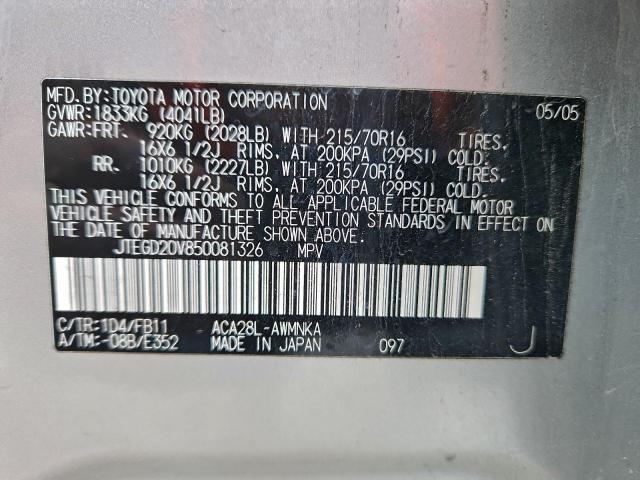 MFD. BY: TOYOTA MOTOR CORPORATION 05/05
GVWR: 1833KG (4041LB)
GAWR: FRT. 920KG (2028LB) WITH 215/70R16 TIRES,
16X6 1/2J RIMS, AT 200KPA (29PSI) COLD.
RR. 1010KG (2227LB) WITH 215/70R16 TIRES,
16X6 1/2J RIMS, AT 200KPA (29PSI) COLD.
THIS VEHICLE CONFORMS TO ALL APPLICABLE FEDERAL MOTOR
VEHICLE SAFETY AND THEFT PREVENTION STANDARDS IN EFFECT ON
THE DATE OF MANUFACTURE SHOWN ABOVE.
JTEGD20V850081326 MPV
C/TR: 1D4/FB11 ACA28L-AWMNKA
A/TM: -08B/E352 MADE IN JAPAN 097 J